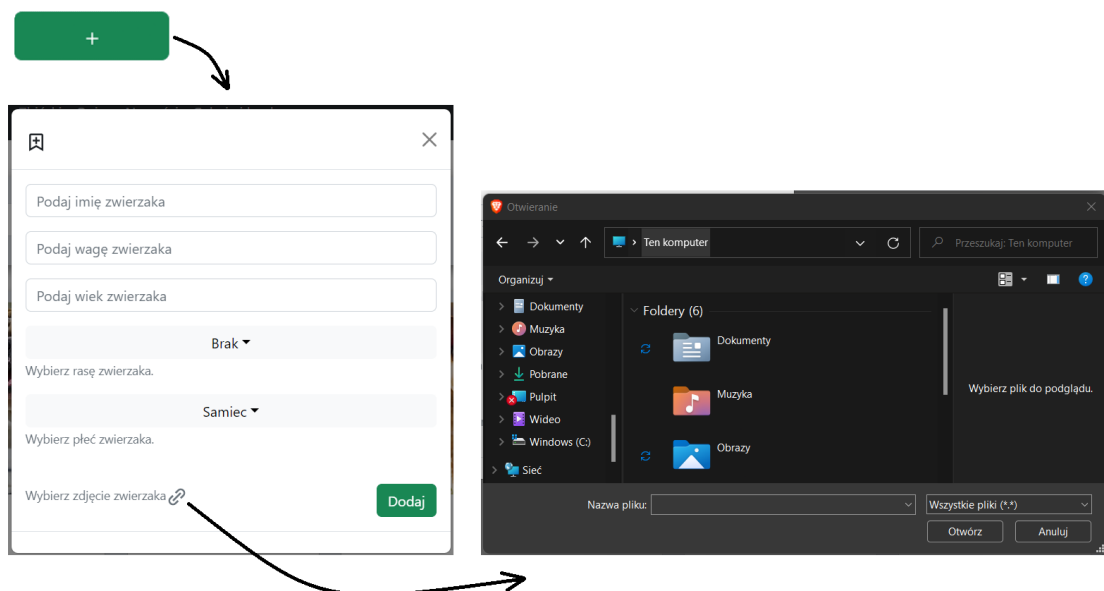 +
Podaj imię zwierzaka
Podaj wagę zwierzaka
Podaj wiek zwierzaka
Brak
Wybierz rasę zwierzaka.
Samiec
Wybierz płeć zwierzaka.
Wybierz zdjęcie zwierzaka
Dodaj
Otwieranie
Ten komputer
Przeszukaj: Ten komputer
Organizuj
Dokumenty
Muzyka
Obrazy
Pobrane
Pulpit
Wideo
Windows (C:)
Sieć
Foldery (6)
Dokumenty
Muzyka
Obrazy
Wybierz plik do podglądu.
Nazwa pliku:
Wszystkie pliki (*.*)
Otwórz
Anuluj